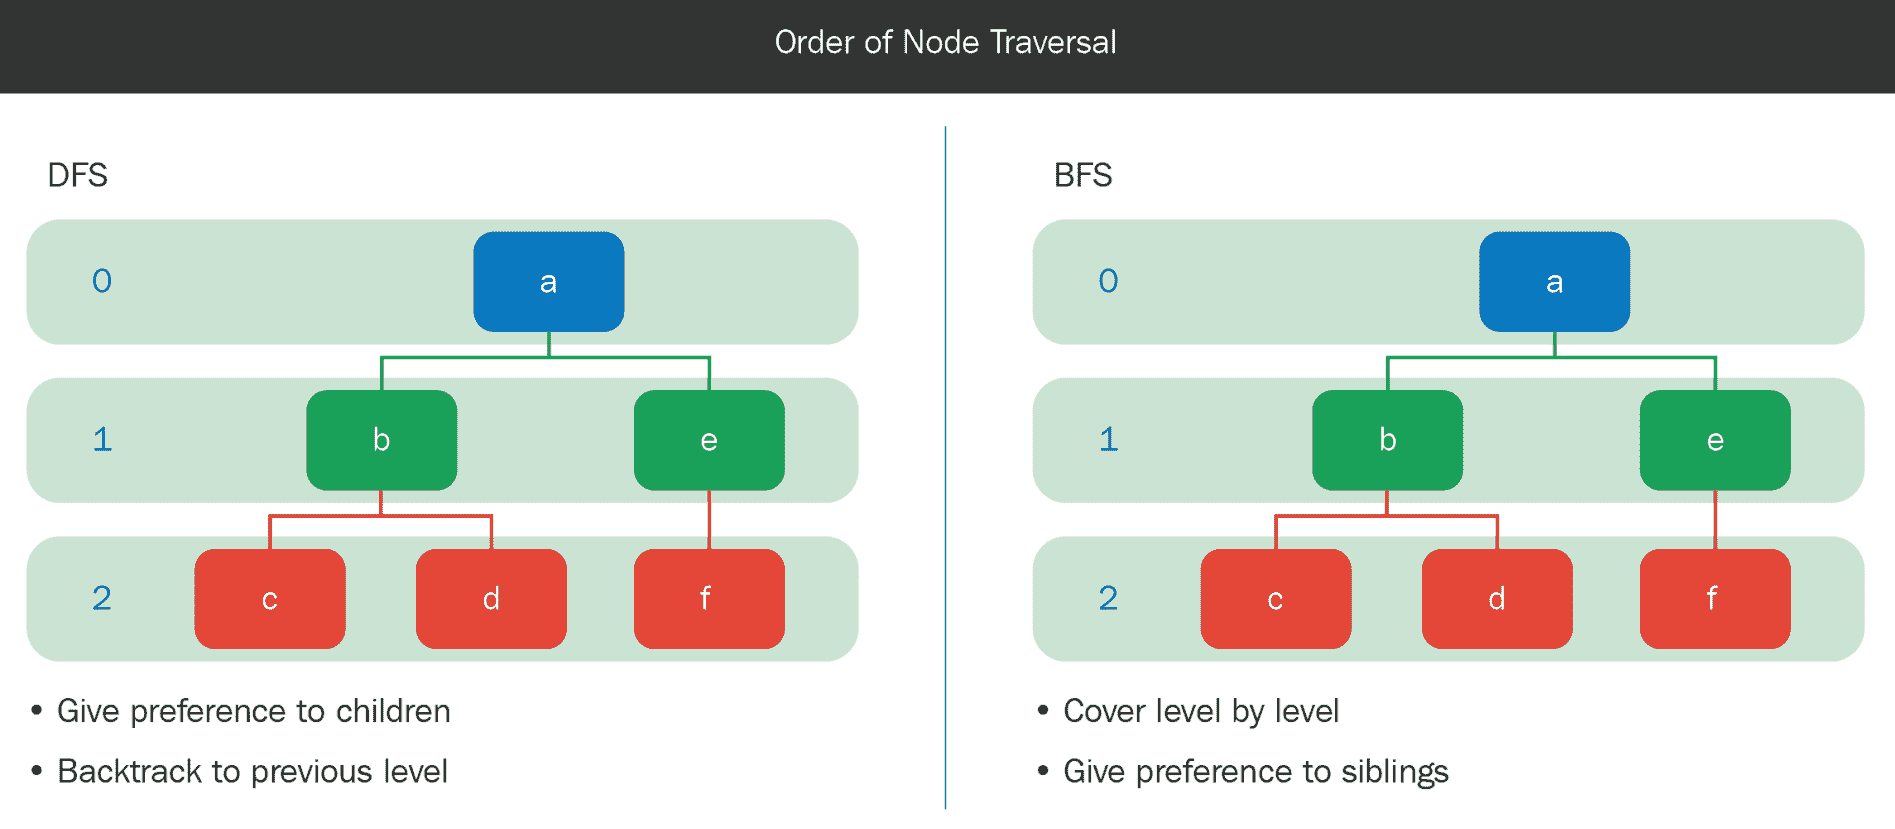 Order of Node Traversal
DFS
0
a
1
b
e
2
c
d
f
• Give preference to children
• Backtrack to previous level
BFS
0
a
1
b
e
2
c
d
f
• Cover level by level
• Give preference to siblings